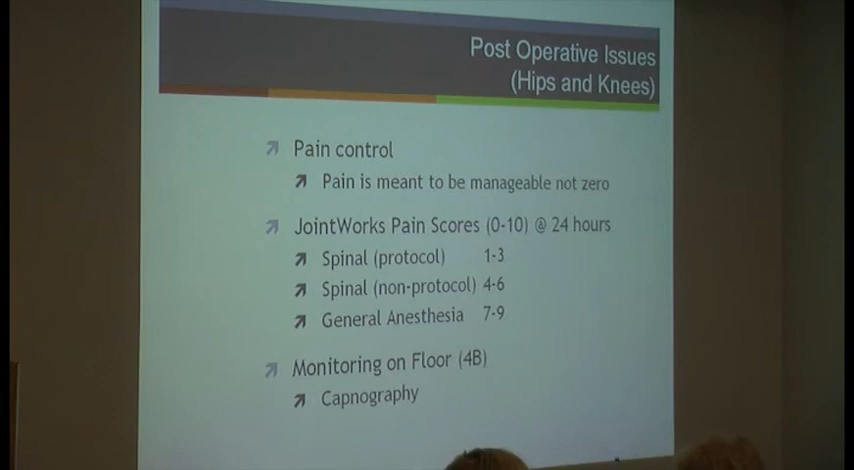 Post Operative Issues
(Hips and Knees)
Pain control
Pain is meant to be manageable not zero
JointWorks Pain Scores (0-10) @ 24 hours
Spinal (protocol) 1-3
Spinal (non-protocol) 4-6
General Anesthesia 7-9
Monitoring on Floor (4B)
Capnography